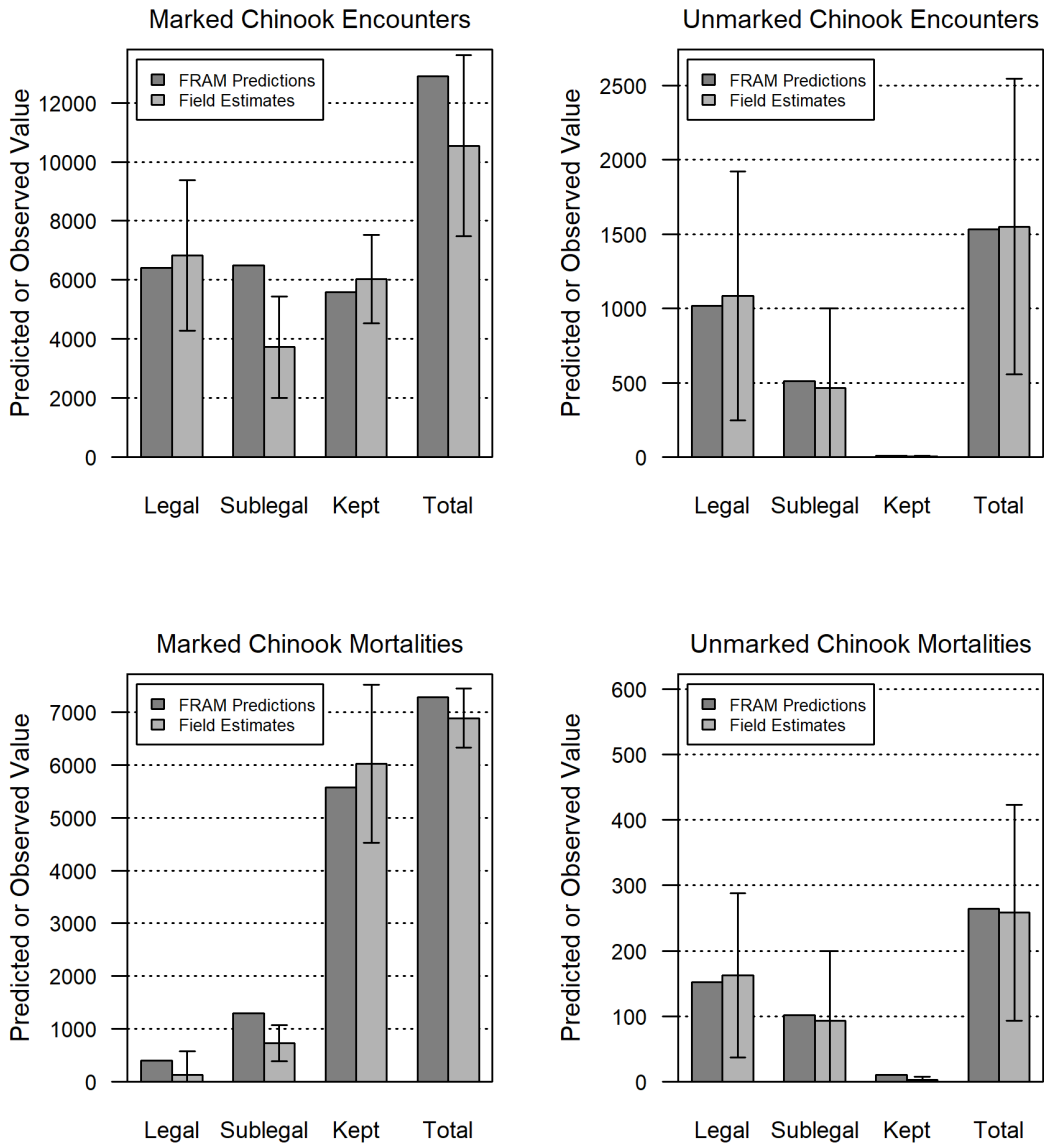 Marked Chinook Encounters
Predicted or Observed Value
FRAM Predictions
Field Estimates
12000
10000
8000
6000
4000
2000
0
Legal Sublegal Kept Total
Unmarked Chinook Encounters
Predicted or Observed Value
FRAM Predictions
Field Estimates
2500
2000
1500
1000
500
0
Legal Sublegal Kept Total
Marked Chinook Mortalities
Predicted or Observed Value
FRAM Predictions
Field Estimates
7000
6000
5000
4000
3000
2000
1000
0
Legal Sublegal Kept Total
Unmarked Chinook Mortalities
Predicted or Observed Value
FRAM Predictions
Field Estimates
600
500
400
300
200
100
0
Legal Sublegal Kept Total